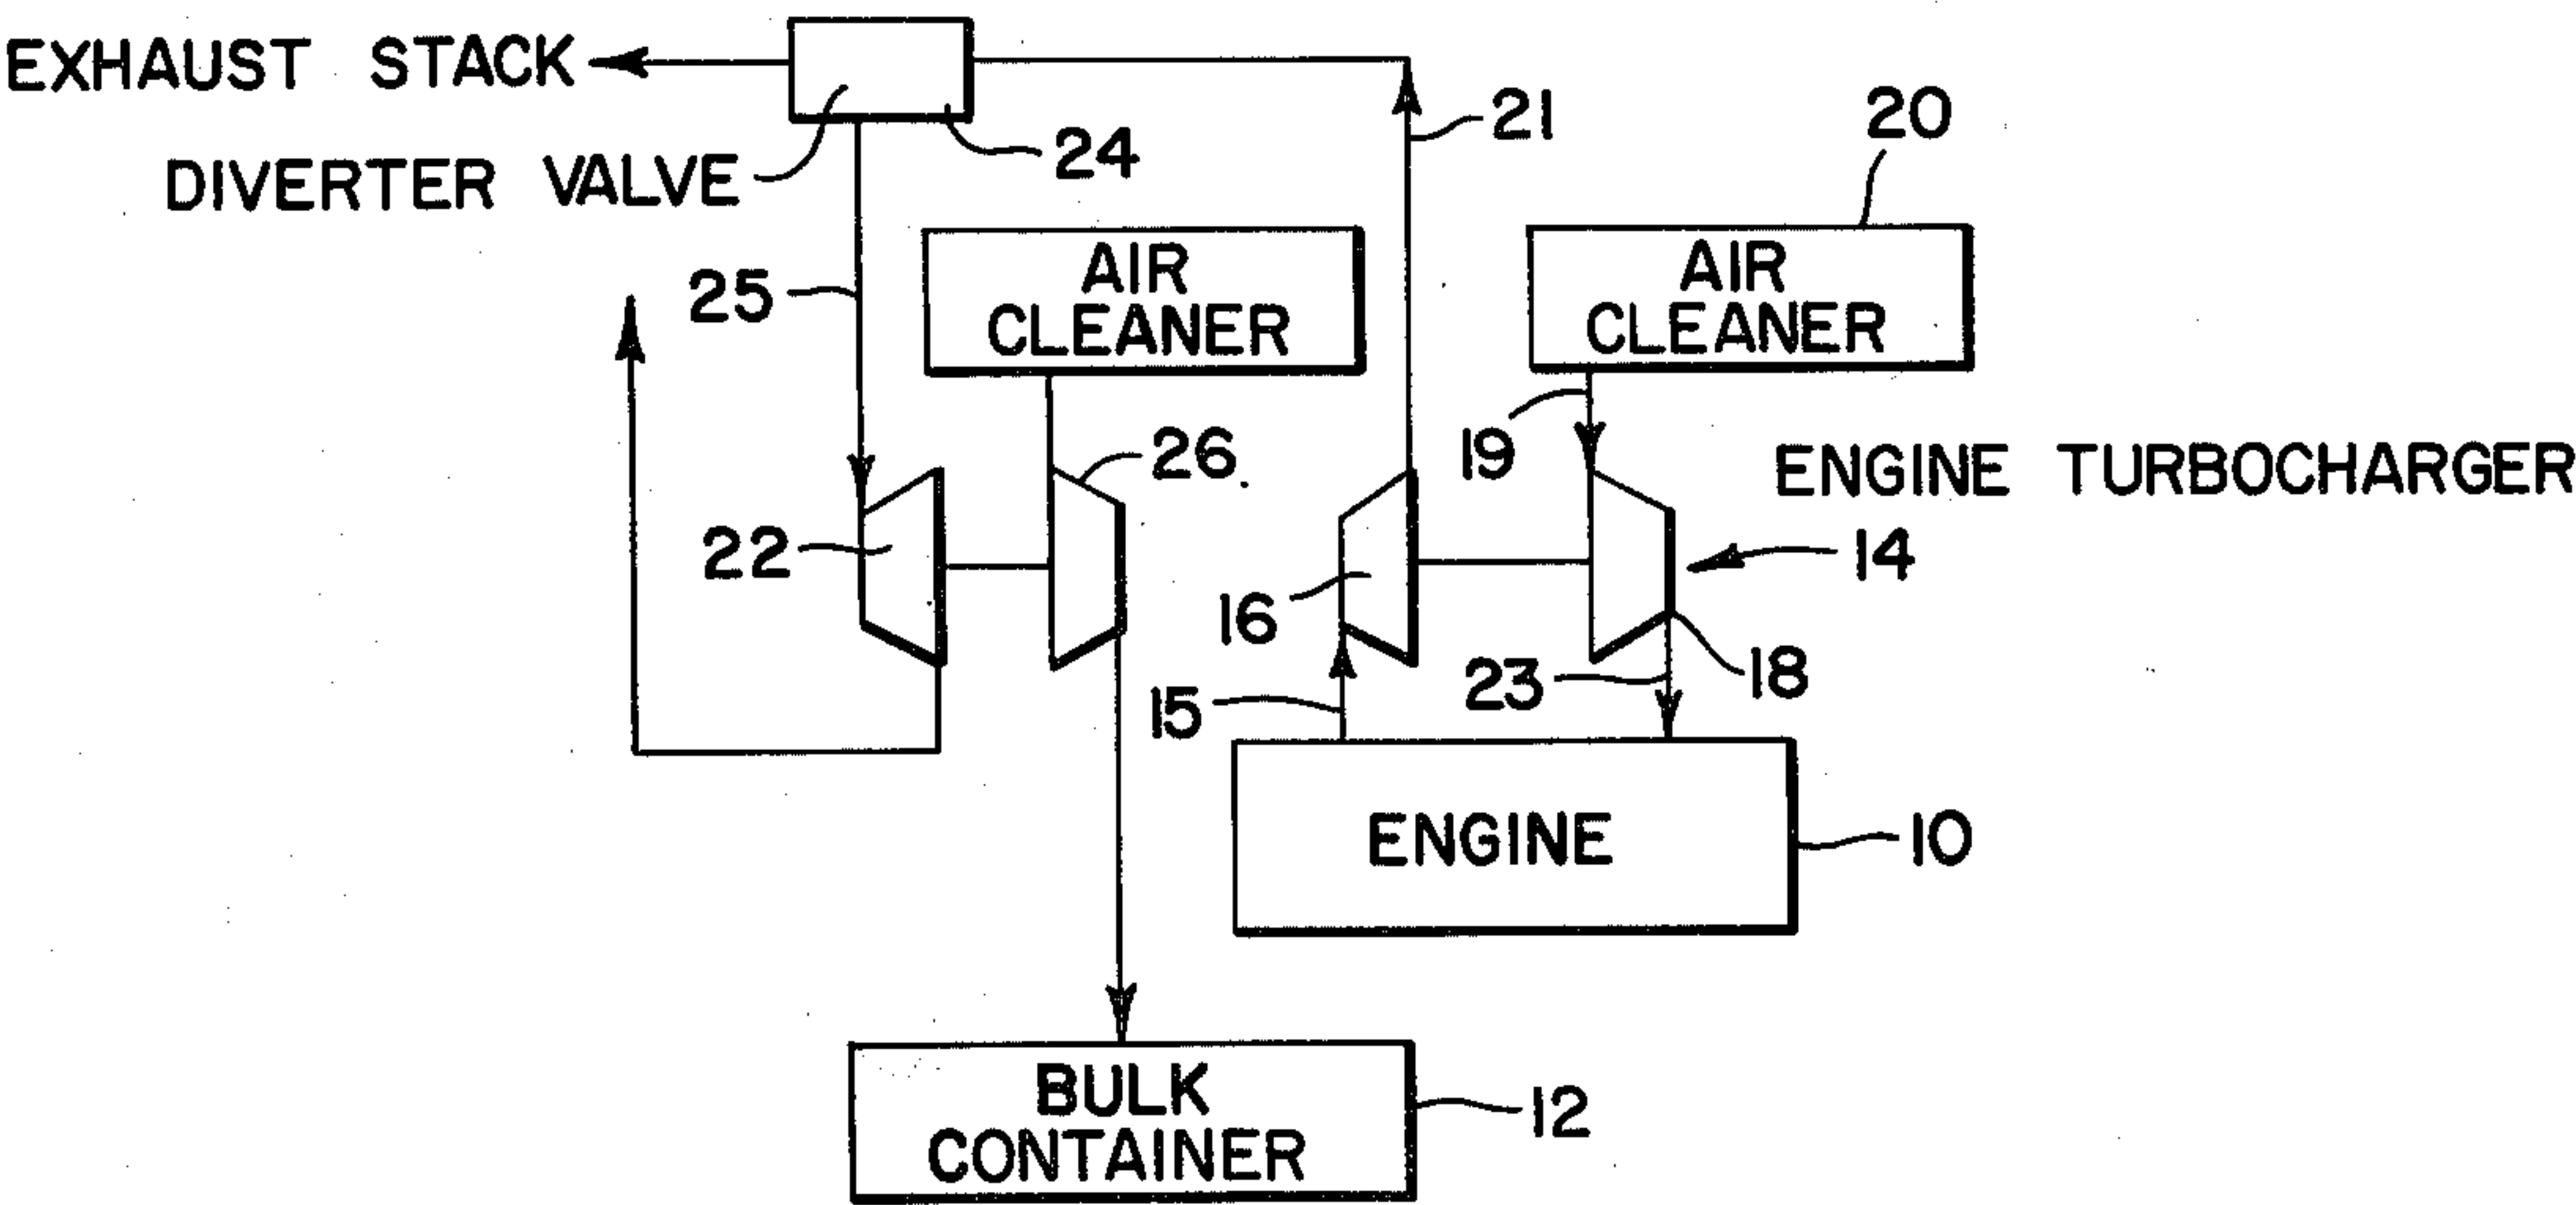 EXHAUST STACK
DIVERTER VALVE
24
21
20
25
AIR
CLEANER
AIR
CLEANER
26
19
ENGINE TURBOCHARGER
14
22
16
15
23
18
ENGINE
10
BULK
CONTAINER
12